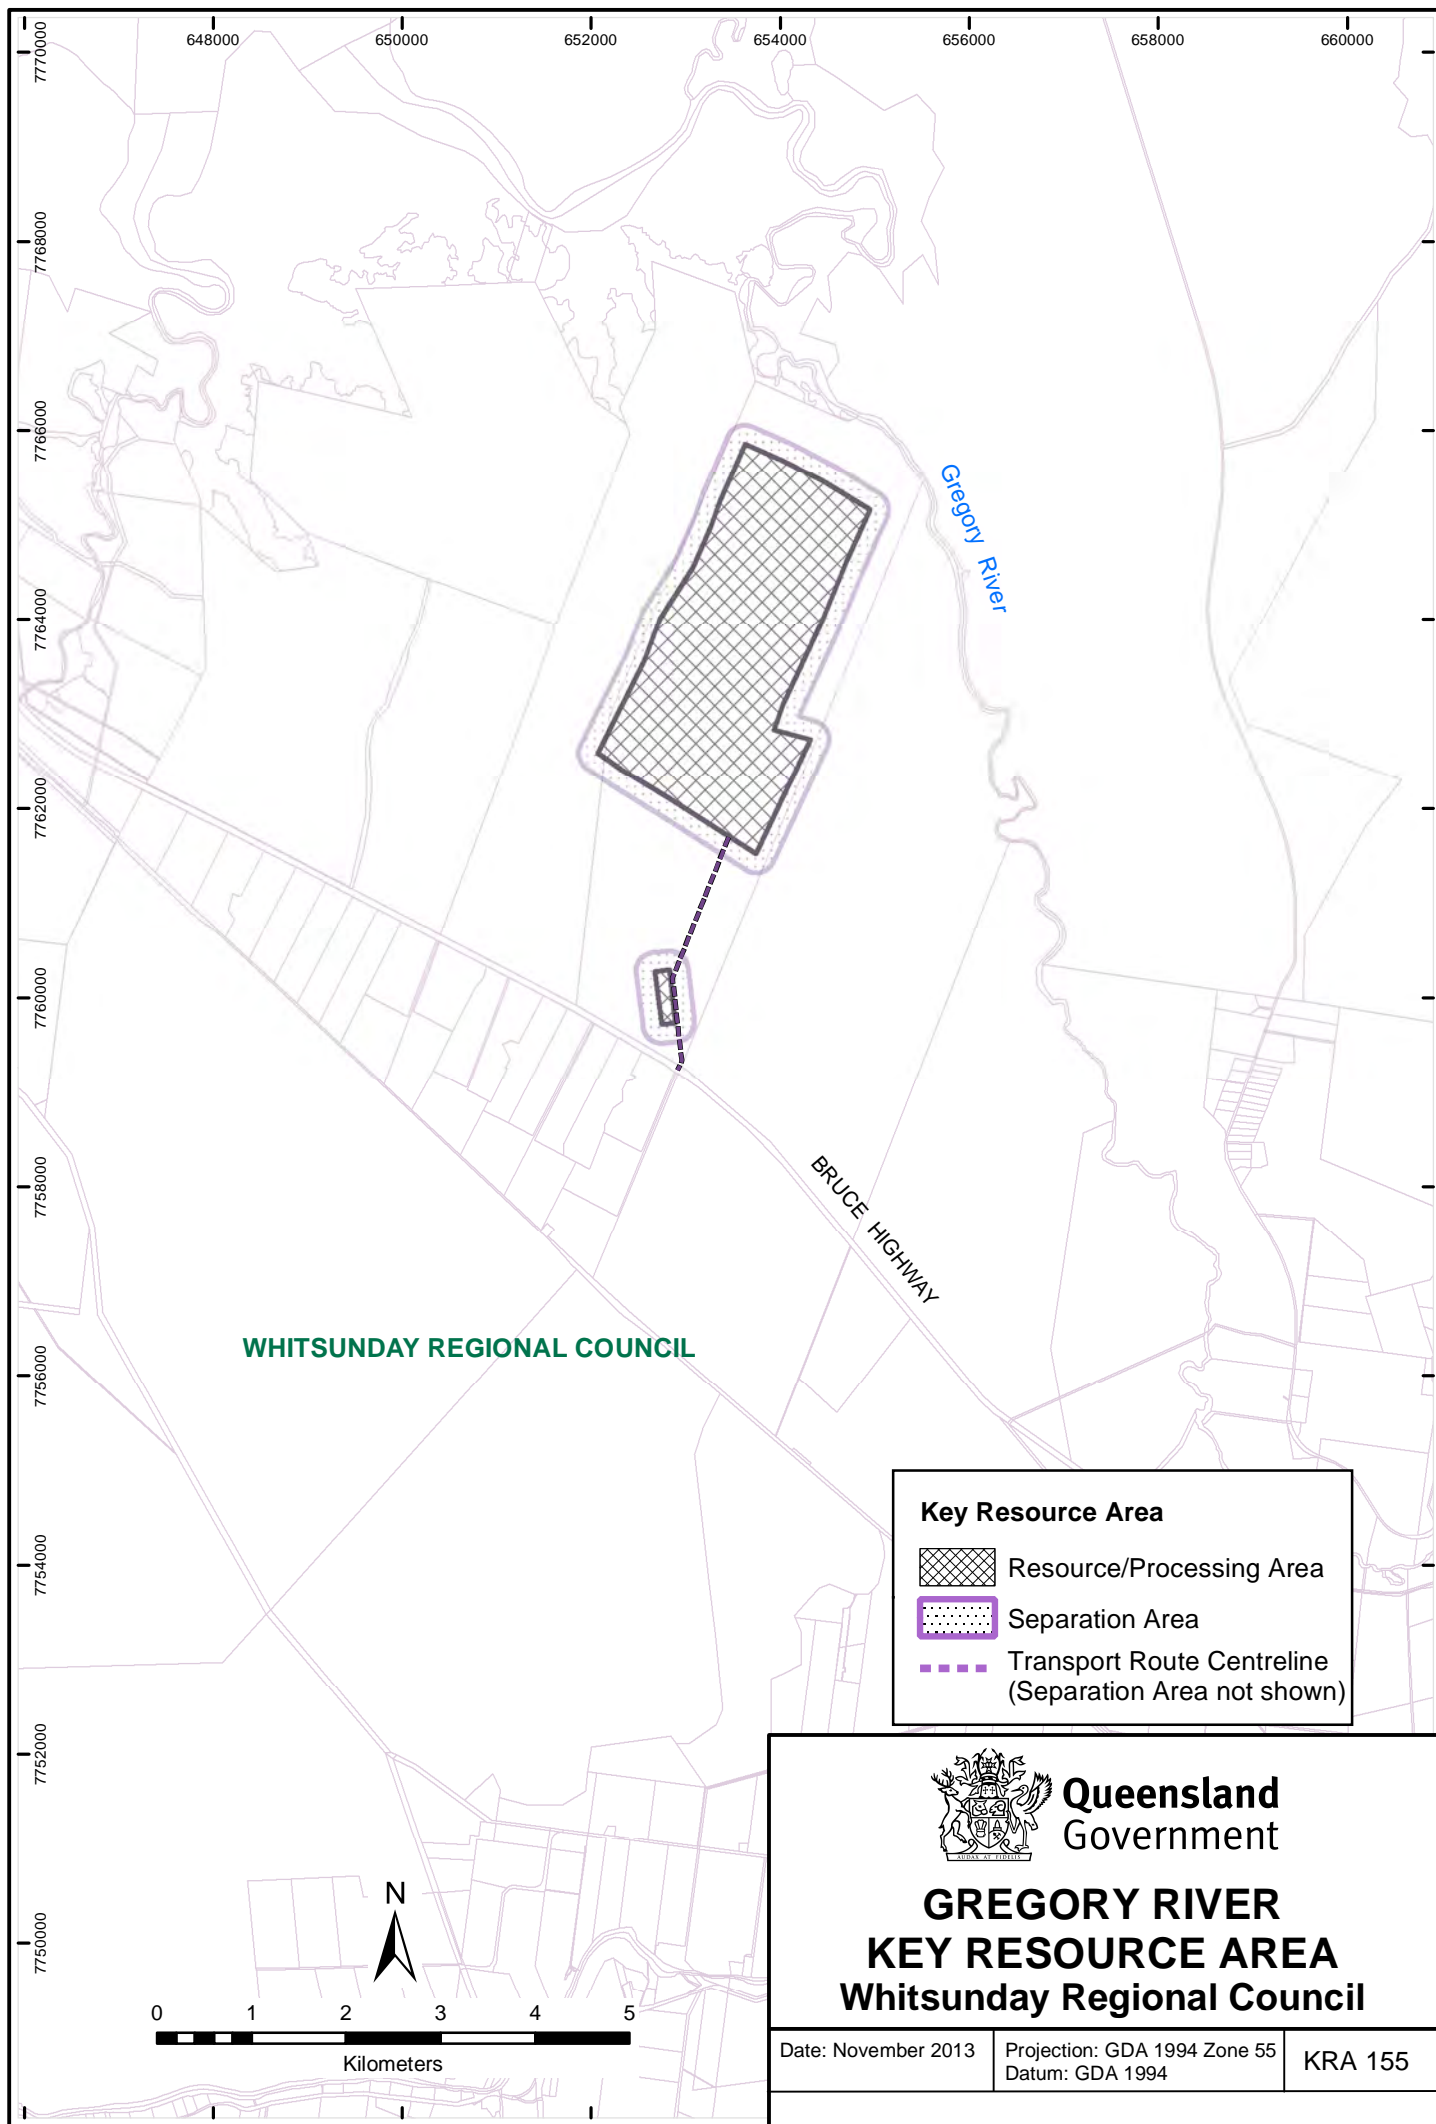 648000 650000 652000 654000 656000 658000 660000
7770000
7768000
7766000
7764000
7762000
7760000
7758000
7756000
7754000
7752000
7750000
Gregory River
BRUCE HIGHWAY
WHITSUNDAY REGIONAL COUNCIL
Key Resource Area
Resource/Processing Area
Separation Area
Transport Route Centreline
(Separation Area not shown)
N
0 1 2 3 4 5
Kilometers
AUDAX AT FIDELIS
Queensland
Government
GREGORY RIVER
KEY RESOURCE AREA
Whitsunday Regional Council
Date: November 2013
Projection: GDA 1994 Zone 55
Datum: GDA 1994
KRA 155